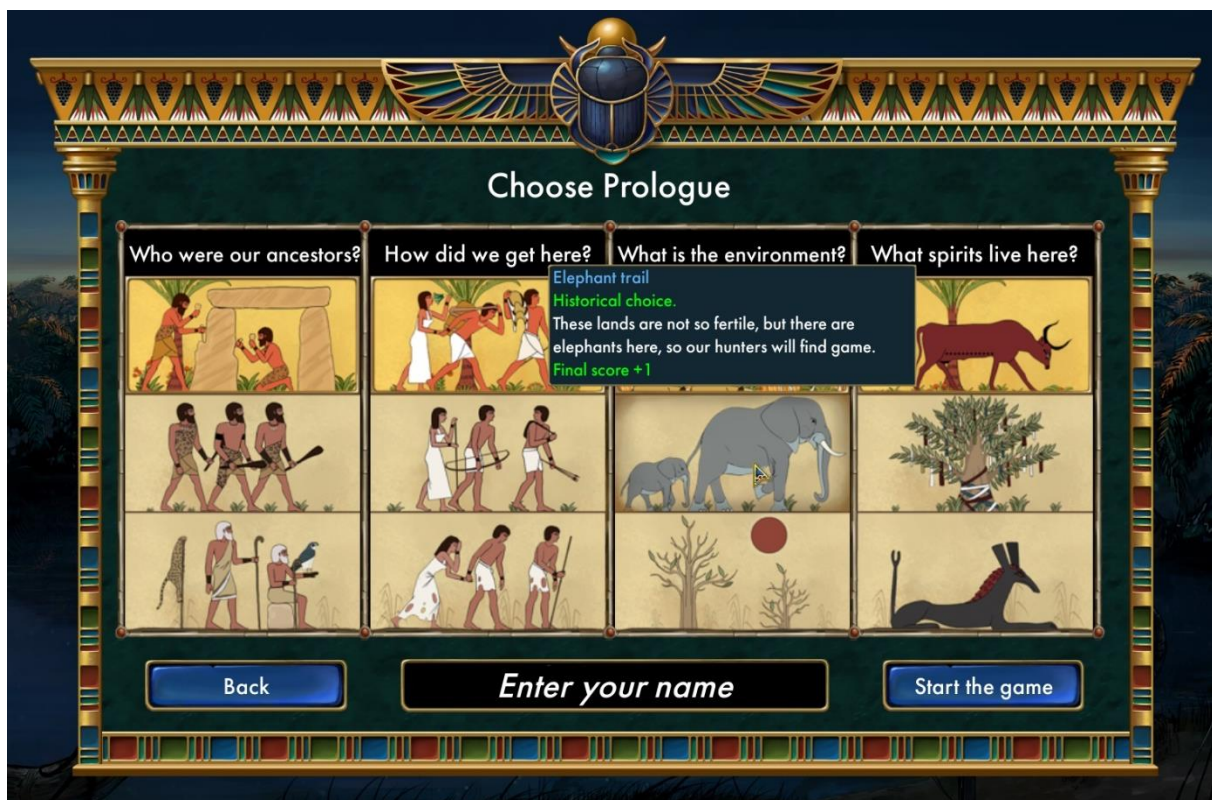 Choose Prologue
Who were our ancestors?
How did we get here?
What is the environment?
What spirits live here?
Elephant trail
Historical choice.
These lands are not so fertile, but there are
elephants here, so our hunters will find game.
Final score +1
Back
Enter your name
Start the game